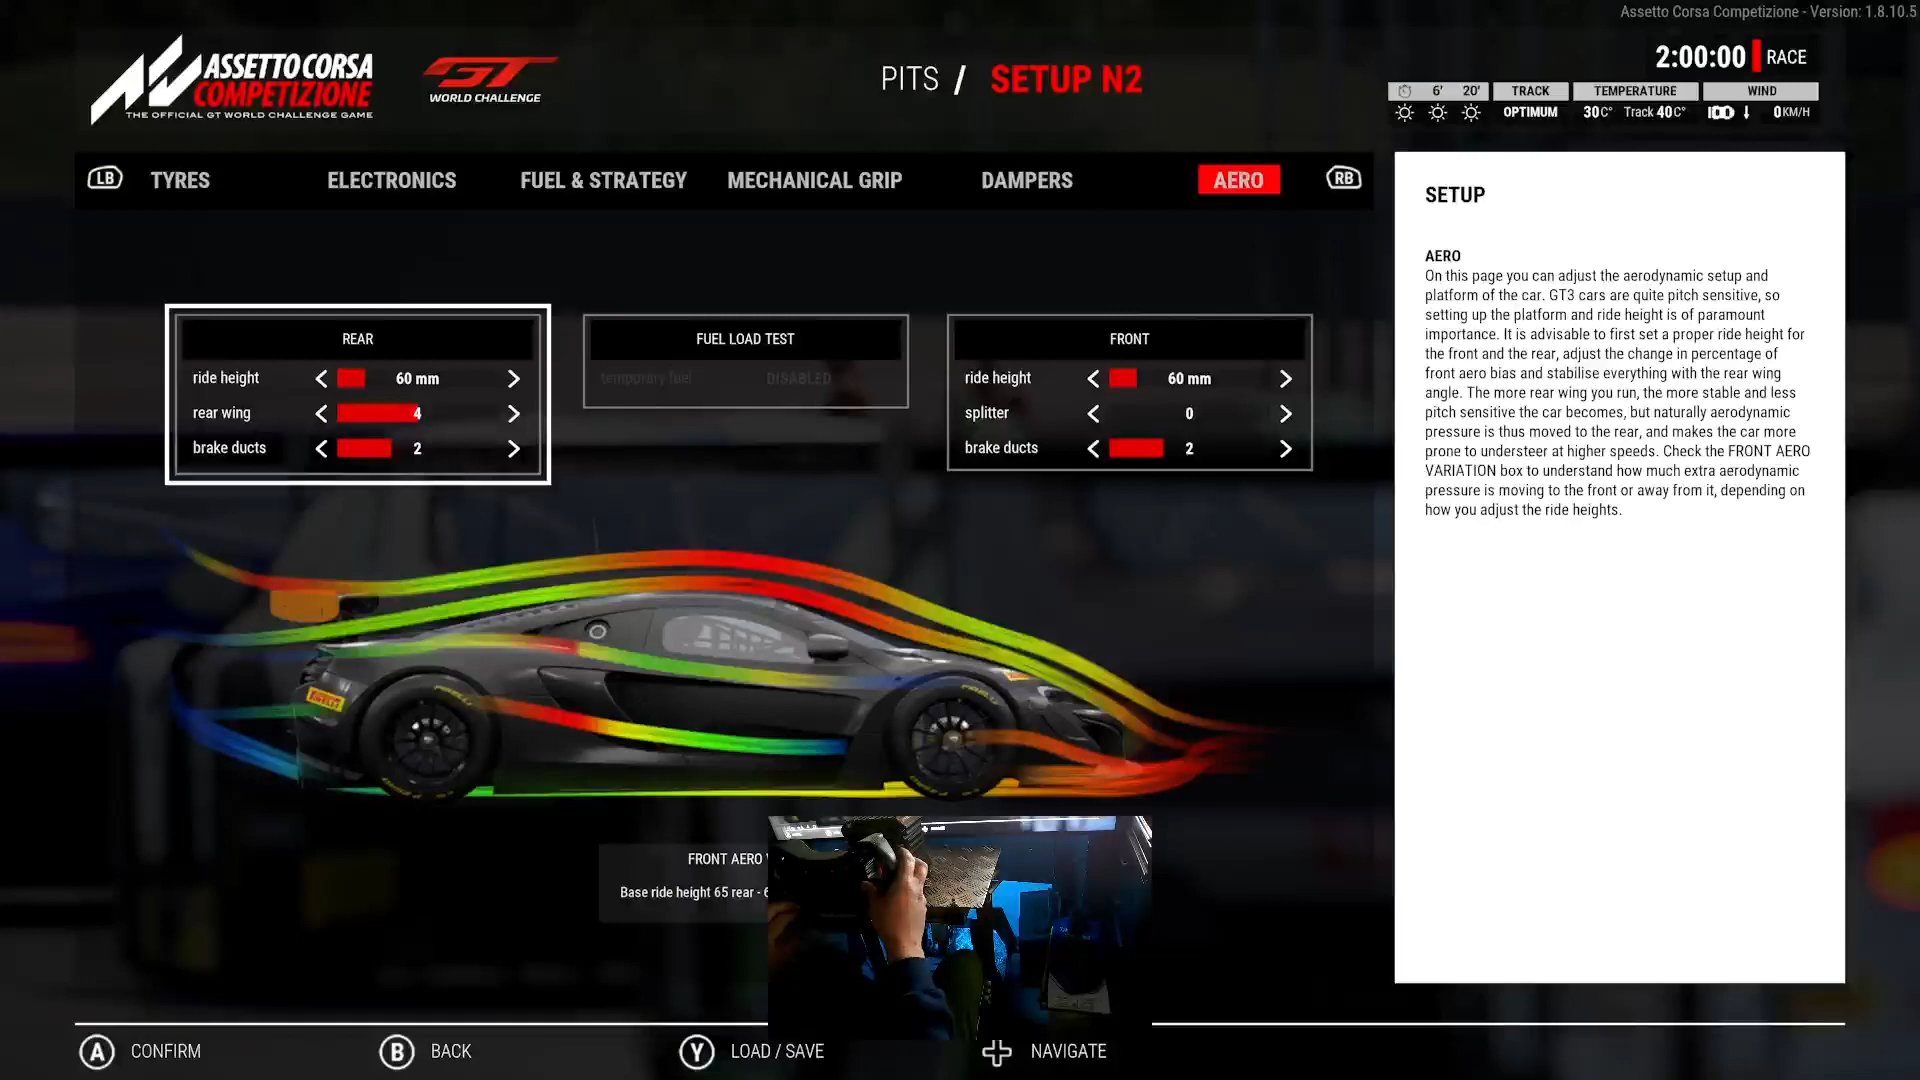 Assetto Corsa Competizione - Version: 1.8.10.5
ASSETTO CORSA
COMPETIZIONE
THE OFFICIAL GT WORLD CHALLENGE GAME
GT
WORLD CHALLENGE
PITS / SETUP N2
2:00:00 RACE
6' 20' TRACK TEMPERATURE WIND
OPTIMUM 30C° Track 40C° 0KM/H
LB TYRES ELECTRONICS FUEL & STRATEGY MECHANICAL GRIP DAMPERS AERO RB
REAR
ride height 60 mm
rear wing 4
brake ducts 2
FUEL LOAD TEST
temporary fuel DISABLED
FRONT
ride height 60 mm
splitter 0
brake ducts 2
SETUP
AERO
On this page you can adjust the aerodynamic setup and
platform of the car. GT3 cars are quite pitch sensitive, so
setting up the platform and ride height is of paramount
importance. It is advisable to first set a proper ride height for
the front and the rear, adjust the change in percentage of
front aero bias and stabilise everything with the rear wing
angle. The more rear wing you run, the more stable and less
pitch sensitive the car becomes, but naturally aerodynamic
pressure is thus moved to the rear, and makes the car more
prone to understeer at higher speeds. Check the FRONT AERO
VARIATION box to understand how much extra aerodynamic
pressure is moving to the front or away from it, depending on
how you adjust the ride heights.
PIRELLI
FRONT AERO
Base ride height 65 rear -
A CONFIRM B BACK Y LOAD / SAVE NAVIGATE